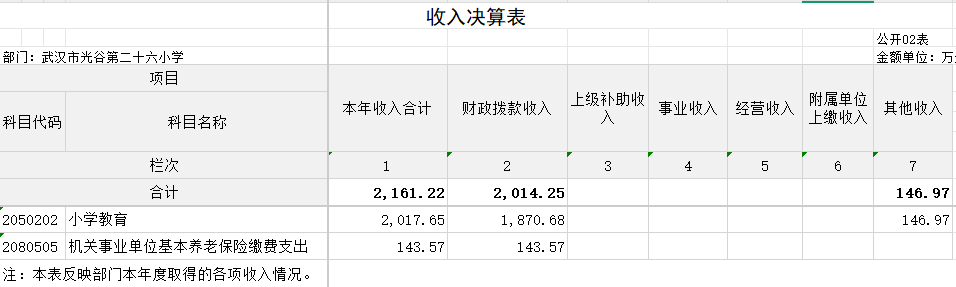 收入决算表
公开02表
部门：武汉市光谷第二十六小学 金额单位：万
项目 本年收入合计 财政拨款收入 上级补助收入 事业收入 经营收入 附属单位上缴收入 其他收入
科目代码 科目名称
栏次 1 2 3 4 5 6 7
合计 2,161.22 2,014.25 146.97
2050202 小学教育 2,017.65 1,870.68 146.97
2080505 机关事业单位基本养老保险缴费支出 143.57 143.57
注：本表反映部门本年度取得的各项收入情况。